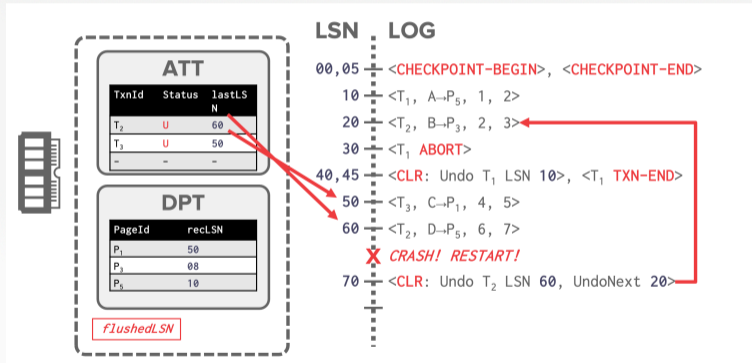 LSN LOG
ATT
TxnId Status lastLS
N
T₂ U 60
T₃ U 50
- - -
DPT
PageId recLSN
P₁ 50
P₃ 08
P₅ 10
flushedLSN
00,05 <CHECKPOINT-BEGIN>, <CHECKPOINT-END>
10 <T₁, A→P₅, 1, 2>
20 <T₂, B→P₃, 2, 3>
30 <T₁ ABORT>
40,45 <CLR: Undo T₁ LSN 10>, <T₁ TXN-END>
50 <T₃, C→P₁, 4, 5>
60 <T₂, D→P₅, 6, 7>
X CRASH! RESTART!
70 <CLR: Undo T₂ LSN 60, UndoNext 20>